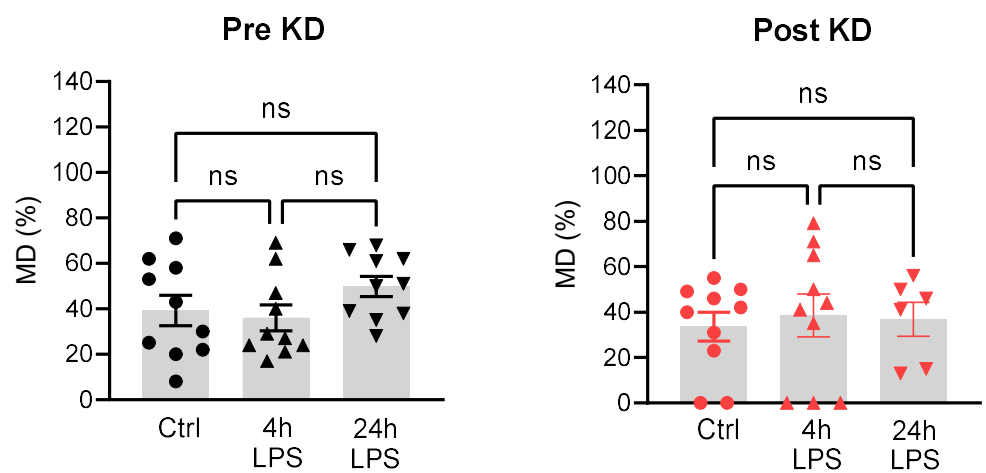 Pre KD
140
120
100
80
60
40
20
0
MD (%)
ns
ns
ns
Ctrl
4h
LPS
24h
LPS
Post KD
140
120
100
80
60
40
20
0
MD (%)
ns
ns
ns
Ctrl
4h
LPS
24h
LPS